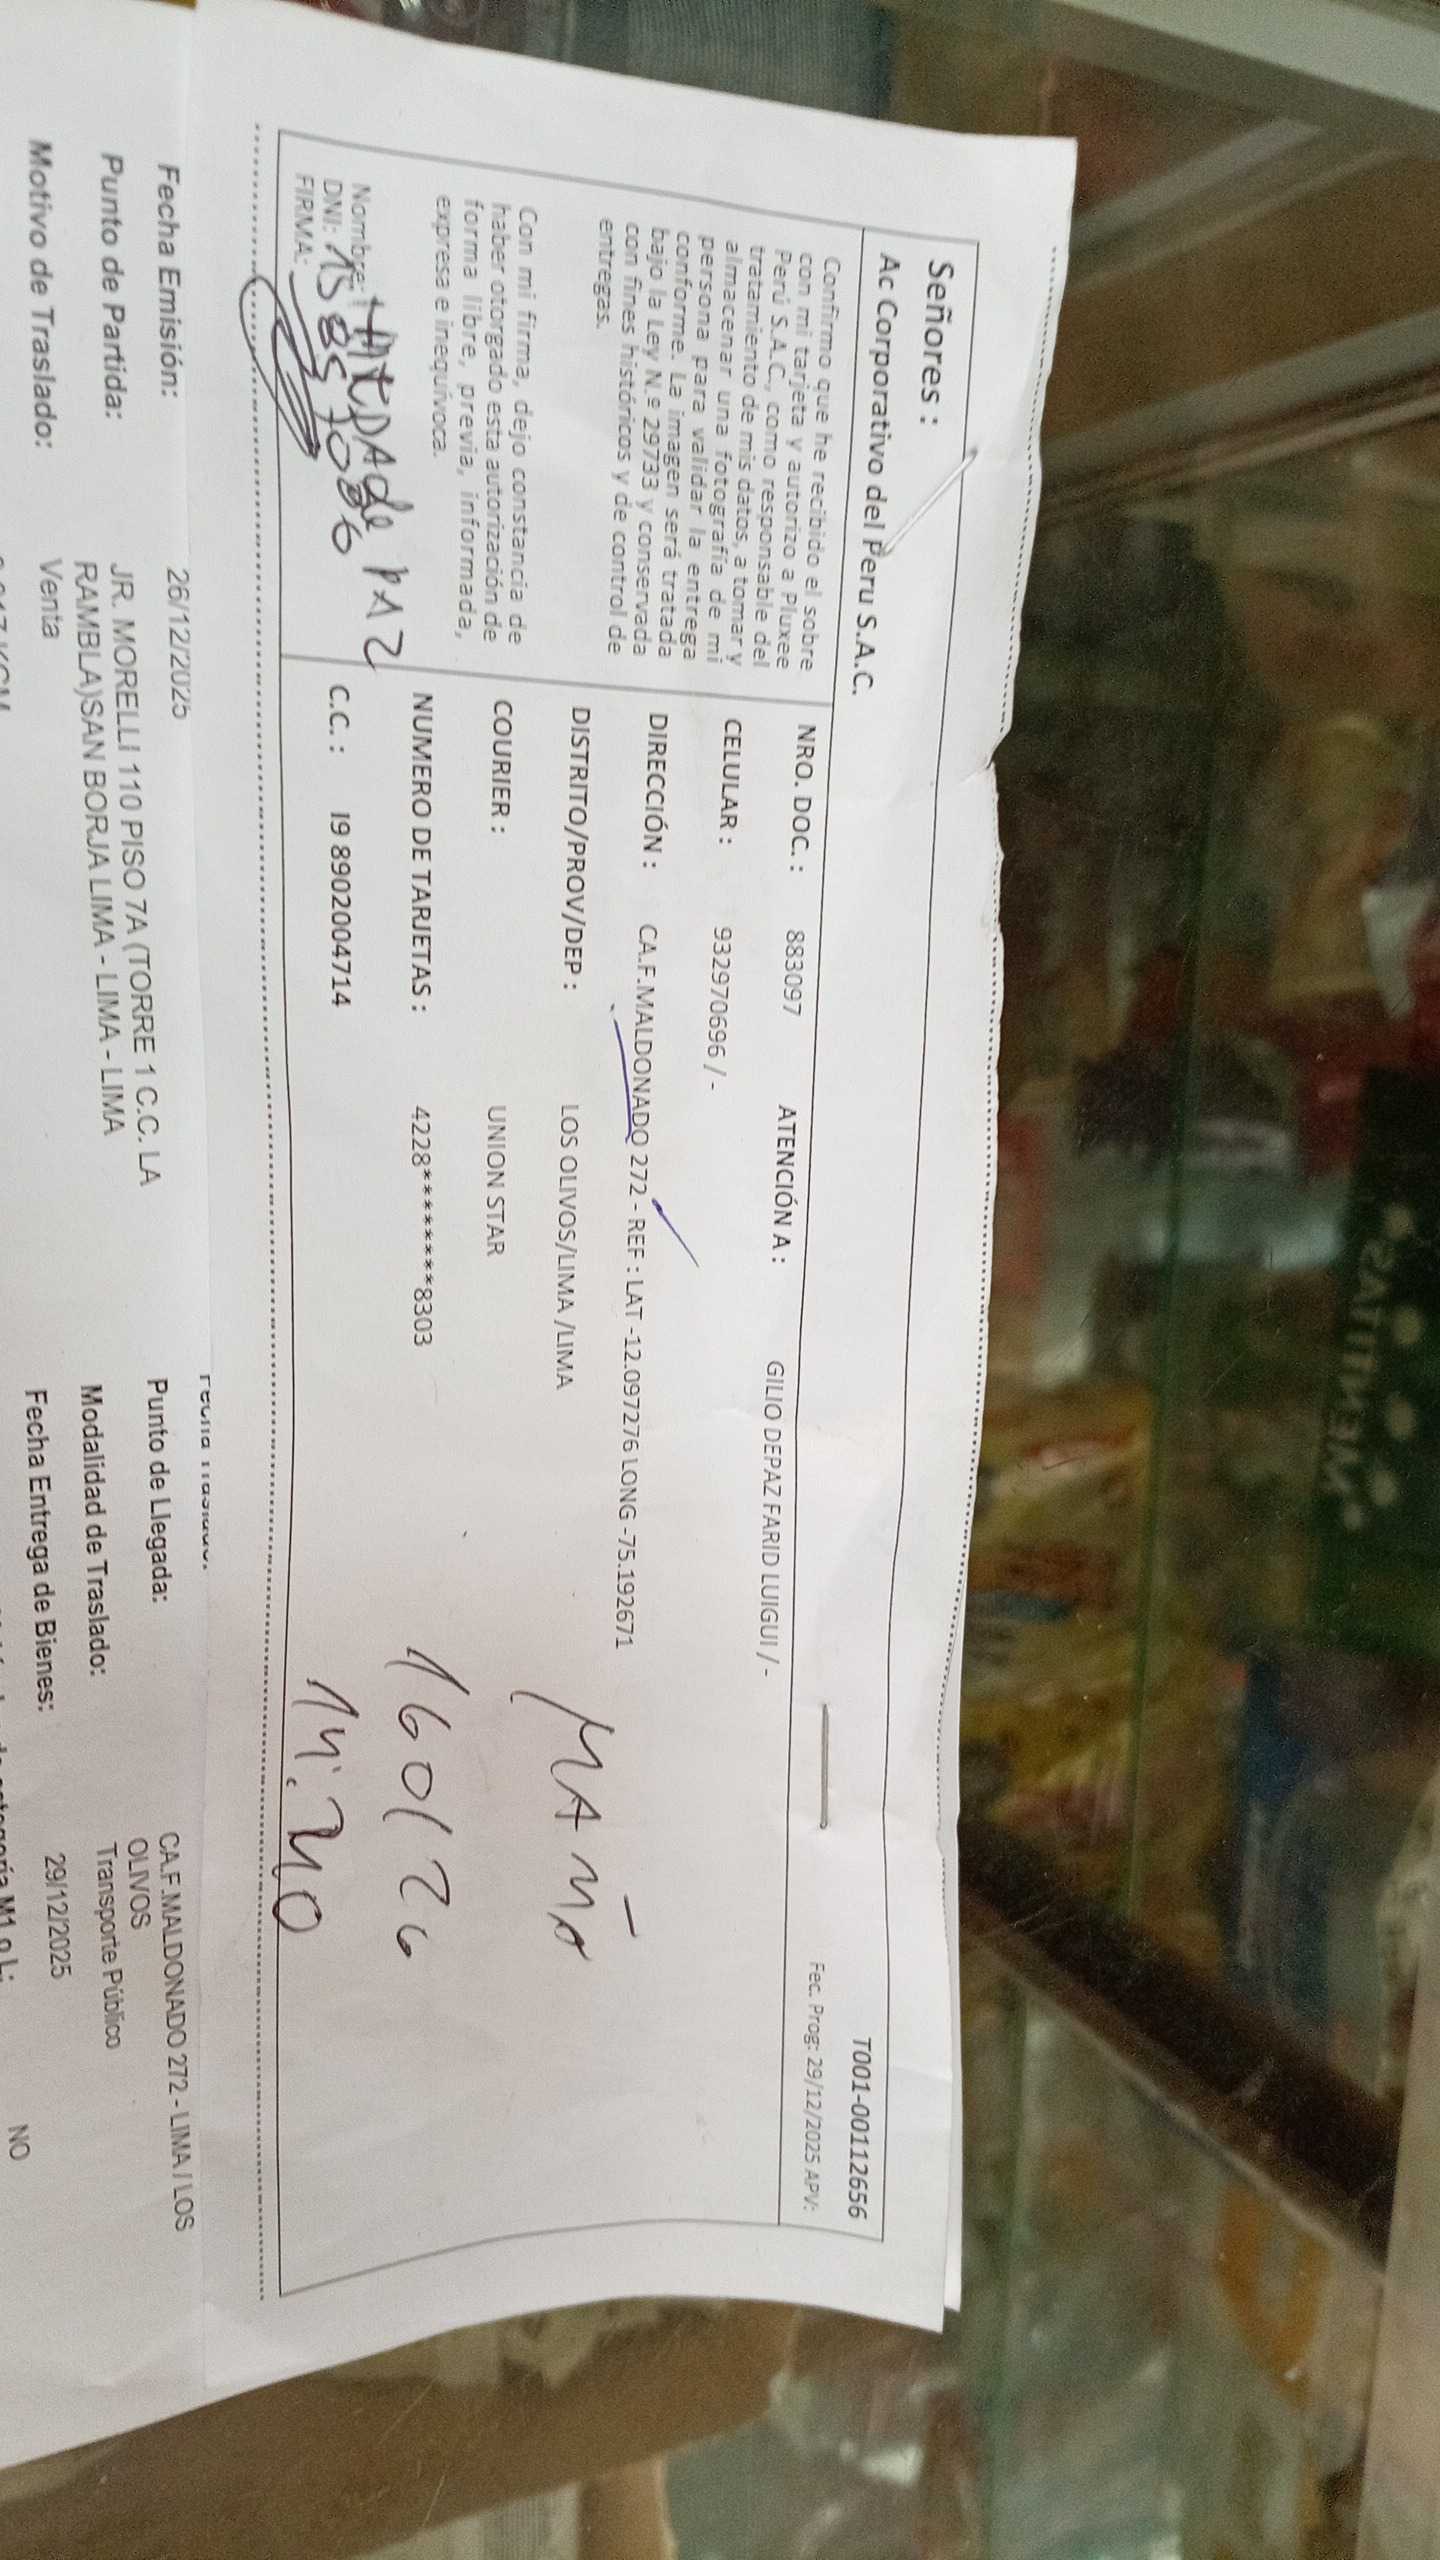 Señores :
Ac Corporativo del Peru S.A.C.
T001-00112656
Confirmo que he recibido el sobre
con mi tarjeta y autorizo a Pluxee
Perú S.A.C., como responsable del
tratamiento de mis datos, a tomar y
almacenar una fotografía de mi
persona para validar la entrega
conforme. La imagen será tratada
bajo la Ley N.º 29733 y conservada
con fines históricos y de control de
entregas.
Con mi firma, dejo constancia de
haber otorgado esta autorización de
forma libre, previa, informada,
expresa e inequívoca.
Nombre: de PAZ
DNI:
FIRMA:
Fec. Prog: 29/12/2025 APV:
NRO. DOC. : 883097 ATENCIÓN A : GILIO DEPAZ FARID LUIGUI / -
CELULAR : 932970696 / -
DIRECCIÓN : CA.F.MALDONADO 272 - REF : LAT -12.097276 LONG -75.192671
DISTRITO/PROV/DEP : LOS OLIVOS/LIMA /LIMA
COURIER : UNION STAR
NUMERO DE TARJETAS : 4228********8303
C.C. : I9 8902004714
160126
14:40
Fecha Emisión: 26/12/2025
Punto de Partida: JR. MORELLI 110 PISO 7A (TORRE 1 C.C. LA
RAMBLA)SAN BORJA LIMA - LIMA - LIMA
Motivo de Traslado: Venta
Punto de Llegada: CA.F.MALDONADO 272 - LIMA / LOS
OLIVOS
Modalidad de Traslado: Transporte Público
Fecha Entrega de Bienes: 29/12/2025
NO